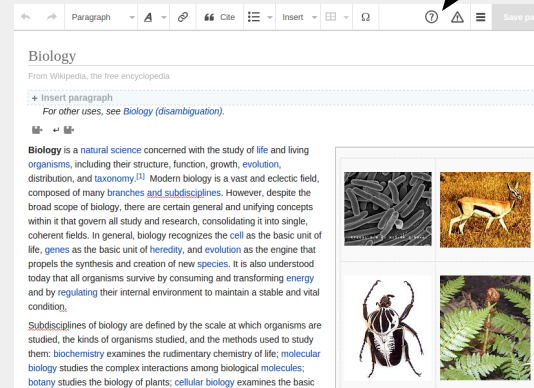 Paragraph A Cite Insert Ω Save pa
Biology
From Wikipedia, the free encyclopedia
+ Insert paragraph
For other uses, see Biology (disambiguation).
Biology is a natural science concerned with the study of life and living
organisms, including their structure, function, growth, evolution,
distribution, and taxonomy.[1] Modern biology is a vast and eclectic field,
composed of many branches and subdisciplines. However, despite the
broad scope of biology, there are certain general and unifying concepts
within it that govern all study and research, consolidating it into single,
coherent fields. In general, biology recognizes the cell as the basic unit of
life, genes as the basic unit of heredity, and evolution as the engine that
propels the synthesis and creation of new species. It is also understood
today that all organisms survive by consuming and transforming energy
and by regulating their internal environment to maintain a stable and vital
condition.
Subdisciplines of biology are defined by the scale at which organisms are
studied, the kinds of organisms studied, and the methods used to study
them: biochemistry examines the rudimentary chemistry of life; molecular
biology studies the complex interactions among biological molecules;
botany studies the biology of plants; cellular biology examines the basic